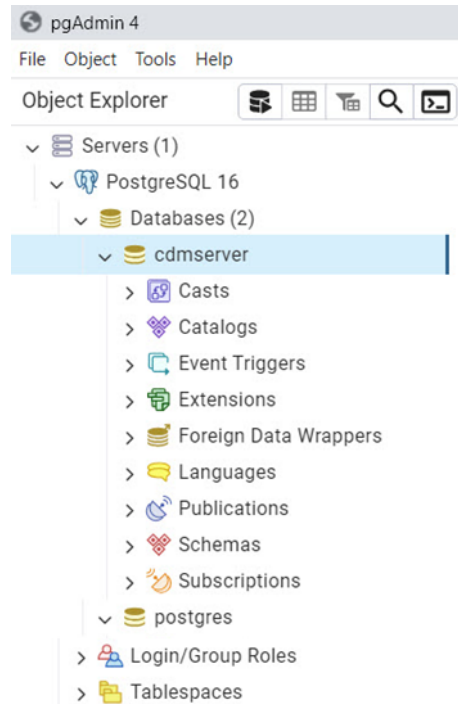 pgAdmin 4
File Object Tools Help
Object Explorer
Servers (1)
PostgreSQL 16
Databases (2)
cdmserver
Casts
Catalogs
Event Triggers
Extensions
Foreign Data Wrappers
Languages
Publications
Schemas
Subscriptions
postgres
Login/Group Roles
Tablespaces